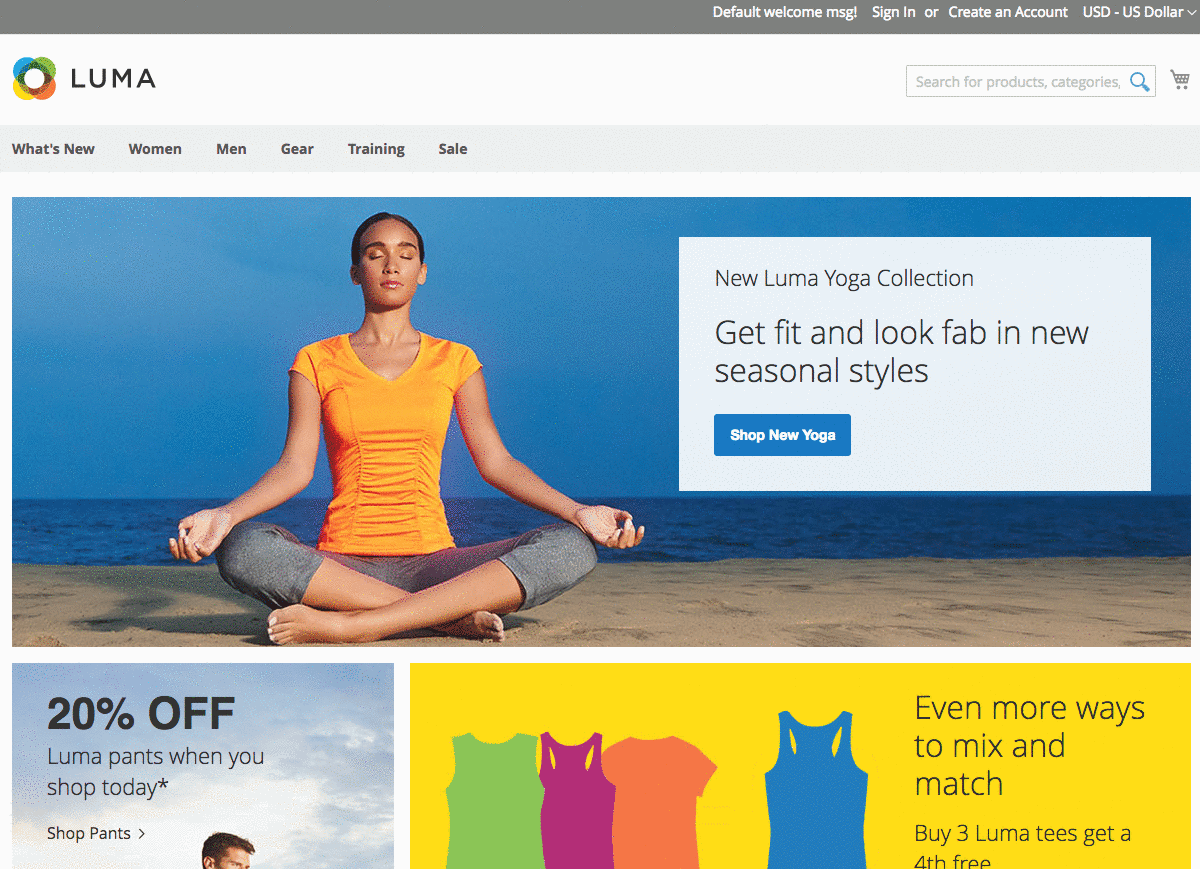 Default welcome msg! Sign In or Create an Account USD - US Dollar
LUMA
Search for products, categories,
What's New Women Men Gear Training Sale
New Luma Yoga Collection
Get fit and look fab in new
seasonal styles
Shop New Yoga
20% OFF
Luma pants when you
shop today*
Shop Pants >
Even more ways
to mix and
match
Buy 3 Luma tees get a
4th free